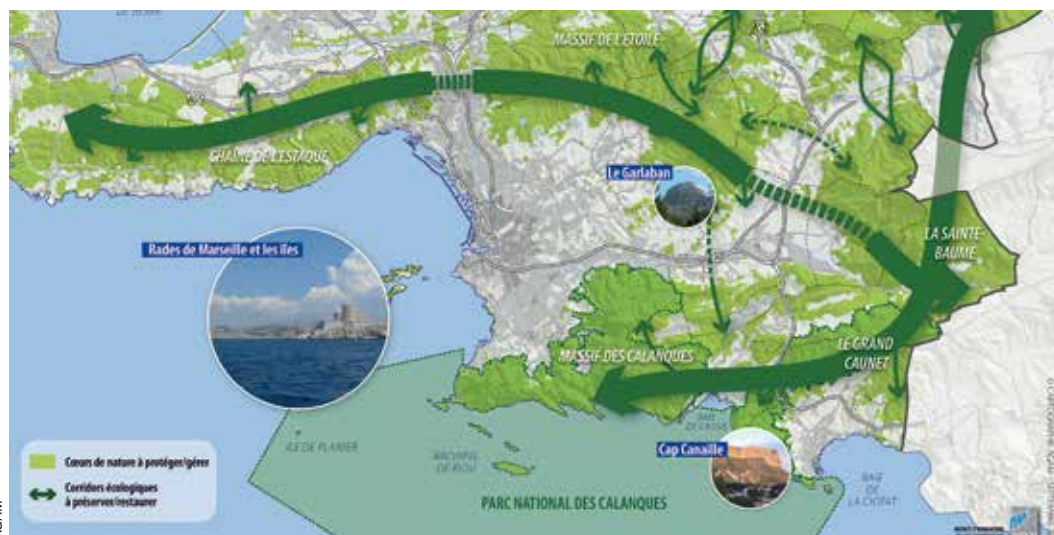 MASSIF DE L'ÉTOILE
CHAÎNE DE L'ESTAQUE
Le Garlaban
Rades de Marseille et les îles
LA SAINTE-
BAUME
MASSIF DES CALANQUES
LE GRAND
CAUNET
ILE DE PLANIER
ARCHIPEL
DE RIOU
BAIE
DE CASSIS
Cap Canaille
BAIE
DE
LA CIOTAT
PARC NATIONAL DES CALANQUES
Cœurs de nature à protéger/gérer
Corridors écologiques
à préserver/restaurer